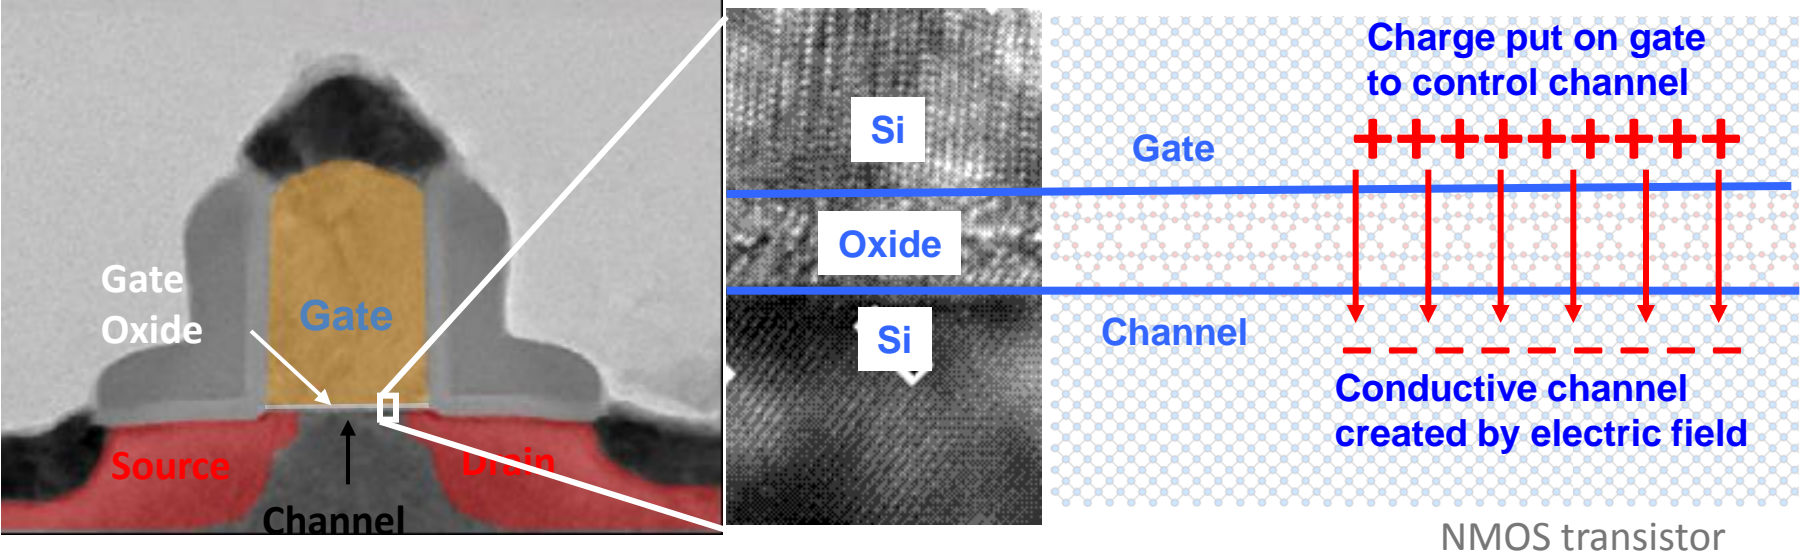 Gate
Oxide
Gate
Source
Drain
Channel
Si
Oxide
Si
Charge put on gate
to control channel
Gate
+++++++++
Channel
Conductive channel
created by electric field
NMOS transistor